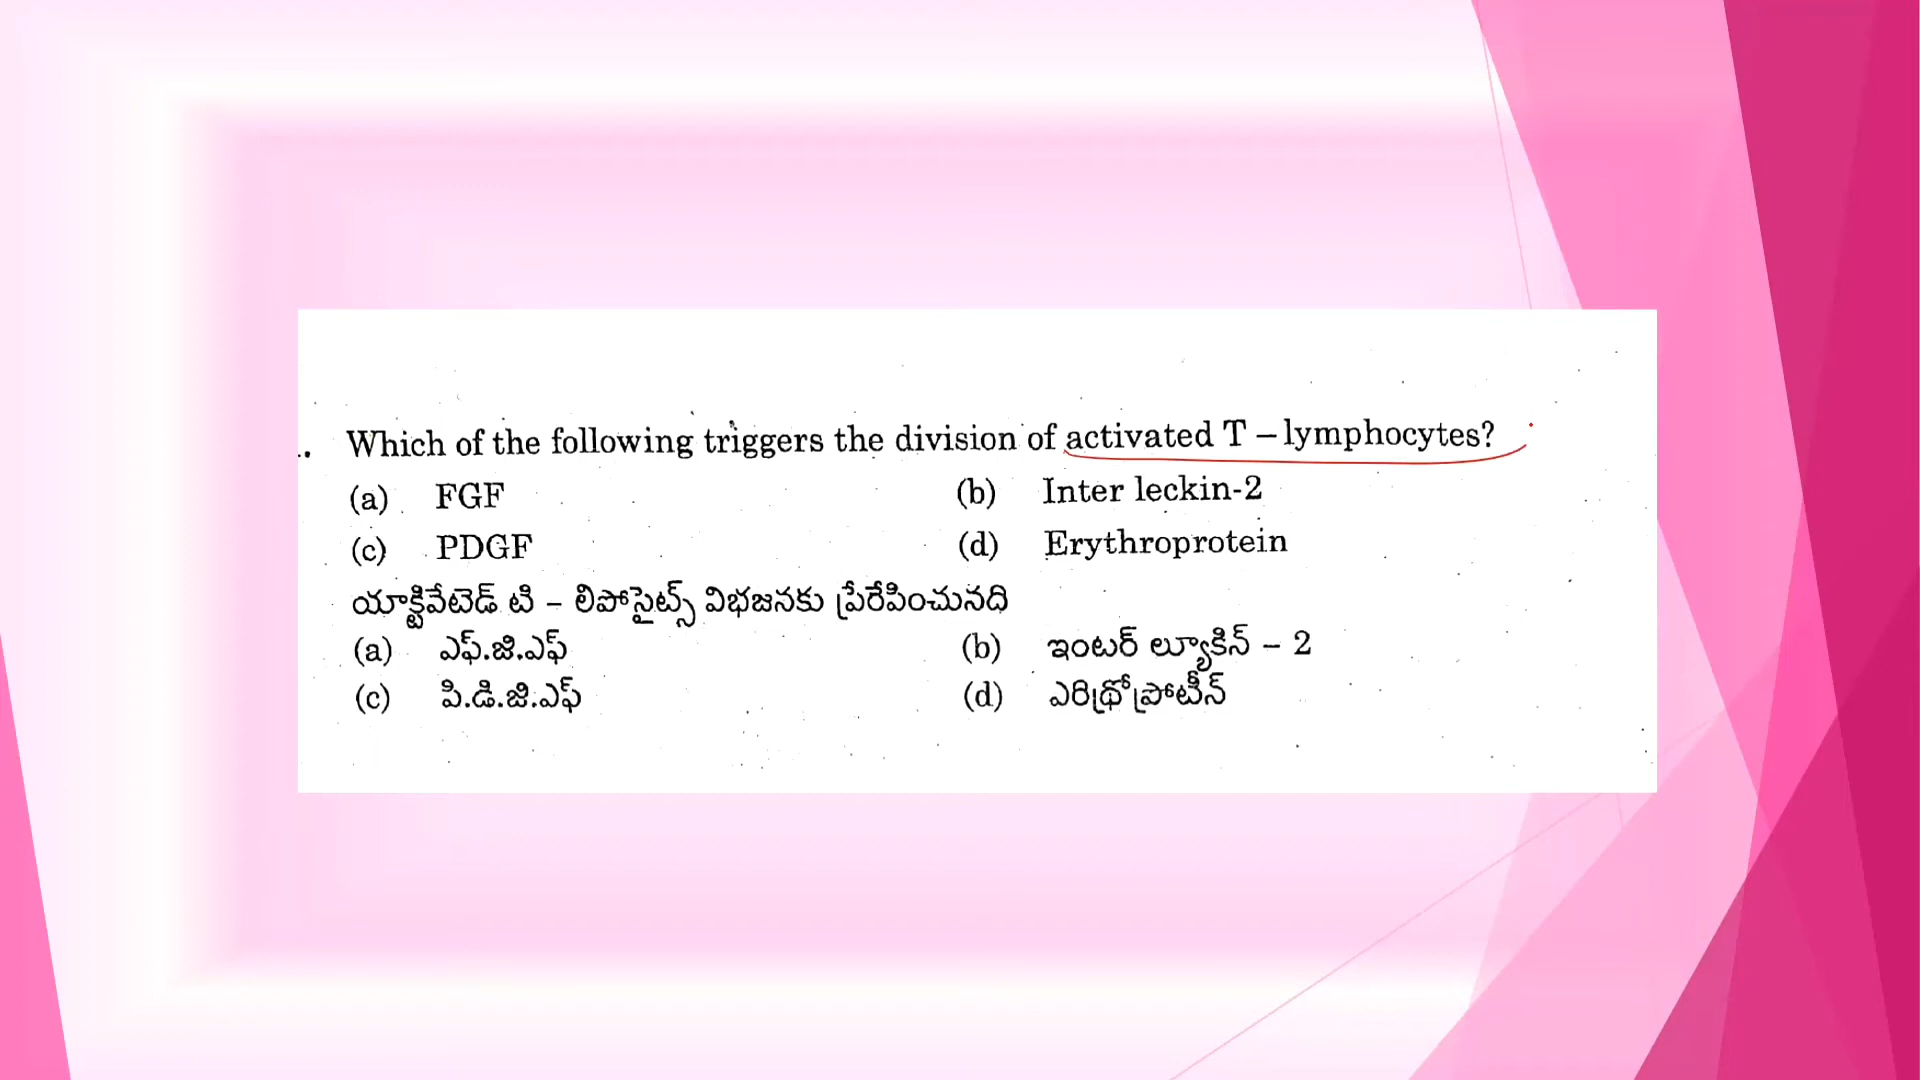 Which of the following triggers the division of activated T – lymphocytes?
(a) FGF (b) Inter leckin-2
(c) PDGF (d) Erythroprotein
యాక్టివేటెడ్ టి – లిపోసైట్స్ విభజనకు ప్రేరేపించునది
(a) ఎఫ్.జి.ఎఫ్ (b) ఇంటర్ ల్యూకిన్ – 2
(c) పి.డి.జి.ఎఫ్ (d) ఎరిథ్రోప్రోటీన్